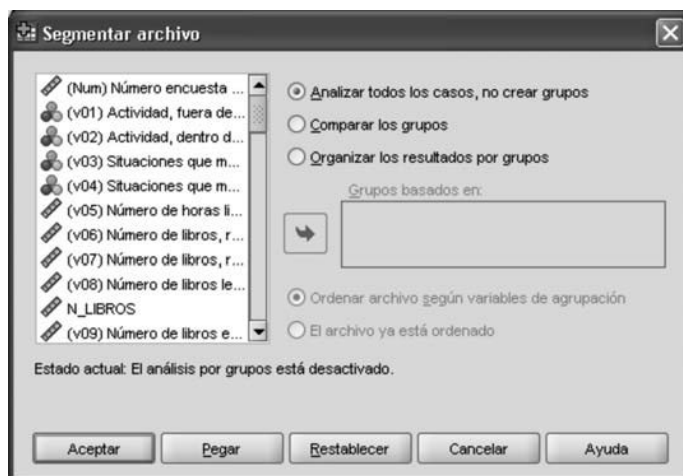 Segmentar archivo
(Num) Número encuesta ...
(v01) Actividad, fuera de...
(v02) Actividad, dentro d...
(v03) Situaciones que m...
(v04) Situaciones que m...
(v05) Número de horas li...
(v06) Número de libros, r...
(v07) Número de libros, r...
(v08) Número de libros le...
N_LIBROS
(v09) Número de libros e...
Analizar todos los casos, no crear grupos
Comparar los grupos
Organizar los resultados por grupos
Grupos basados en:
Ordenar archivo según variables de agrupación
El archivo ya está ordenado
Estado actual: El análisis por grupos está desactivado.
Aceptar Pegar Restablecer Cancelar Ayuda